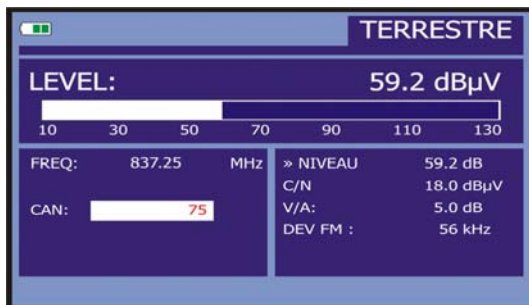 TERRESTRE
LEVEL: 59.2 dBµV
10 30 50 70 90 110 130
FREQ: 837.25 MHz
CAN: 75
» NIVEAU 59.2 dB
C/N 18.0 dBµV
V/A: 5.0 dB
DEV FM : 56 kHz